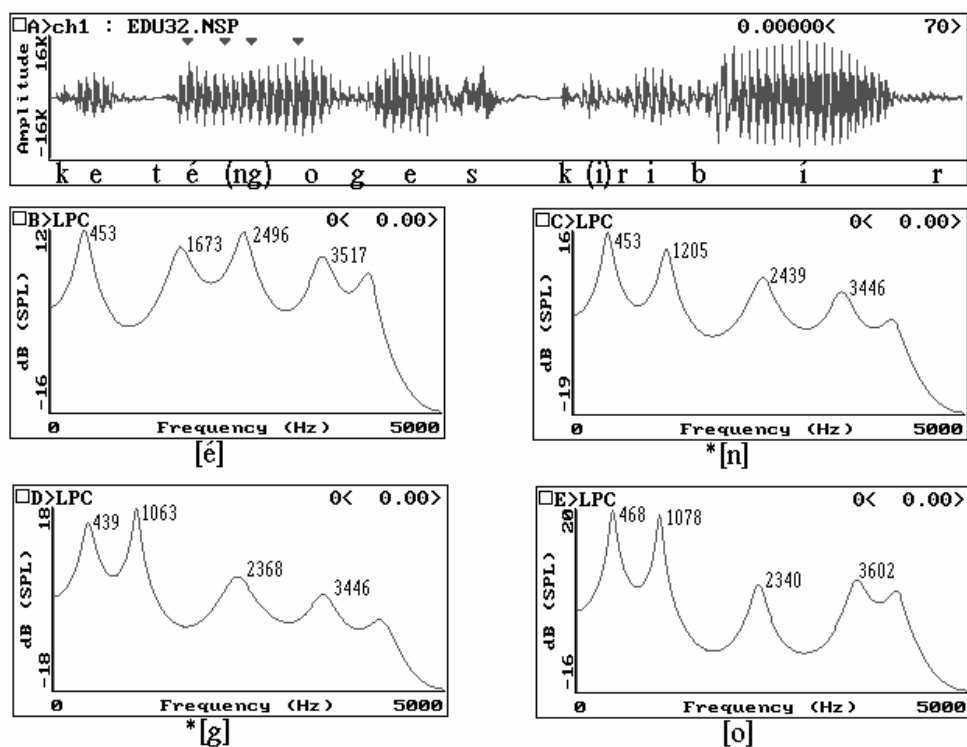 A>ch1 : EDU32.NSP 0.00000< 70>
Amplitude
16K
-16K
k e t é (ng) o g e s k (i) r i b í r
B>LPC 0< 0.00>
dB (SPL)
12
-16
453 1673 2496 3517
0 Frequency (Hz) 5000
[é]
C>LPC 0< 0.00>
dB (SPL)
16
-19
453 1205 2439 3446
0 Frequency (Hz) 5000
*[n]
D>LPC 0< 0.00>
dB (SPL)
18
-18
439 1063 2368 3446
0 Frequency (Hz) 5000
*[g]
E>LPC 0< 0.00>
dB (SPL)
20
-16
468 1078 2340 3602
0 Frequency (Hz) 5000
[o]